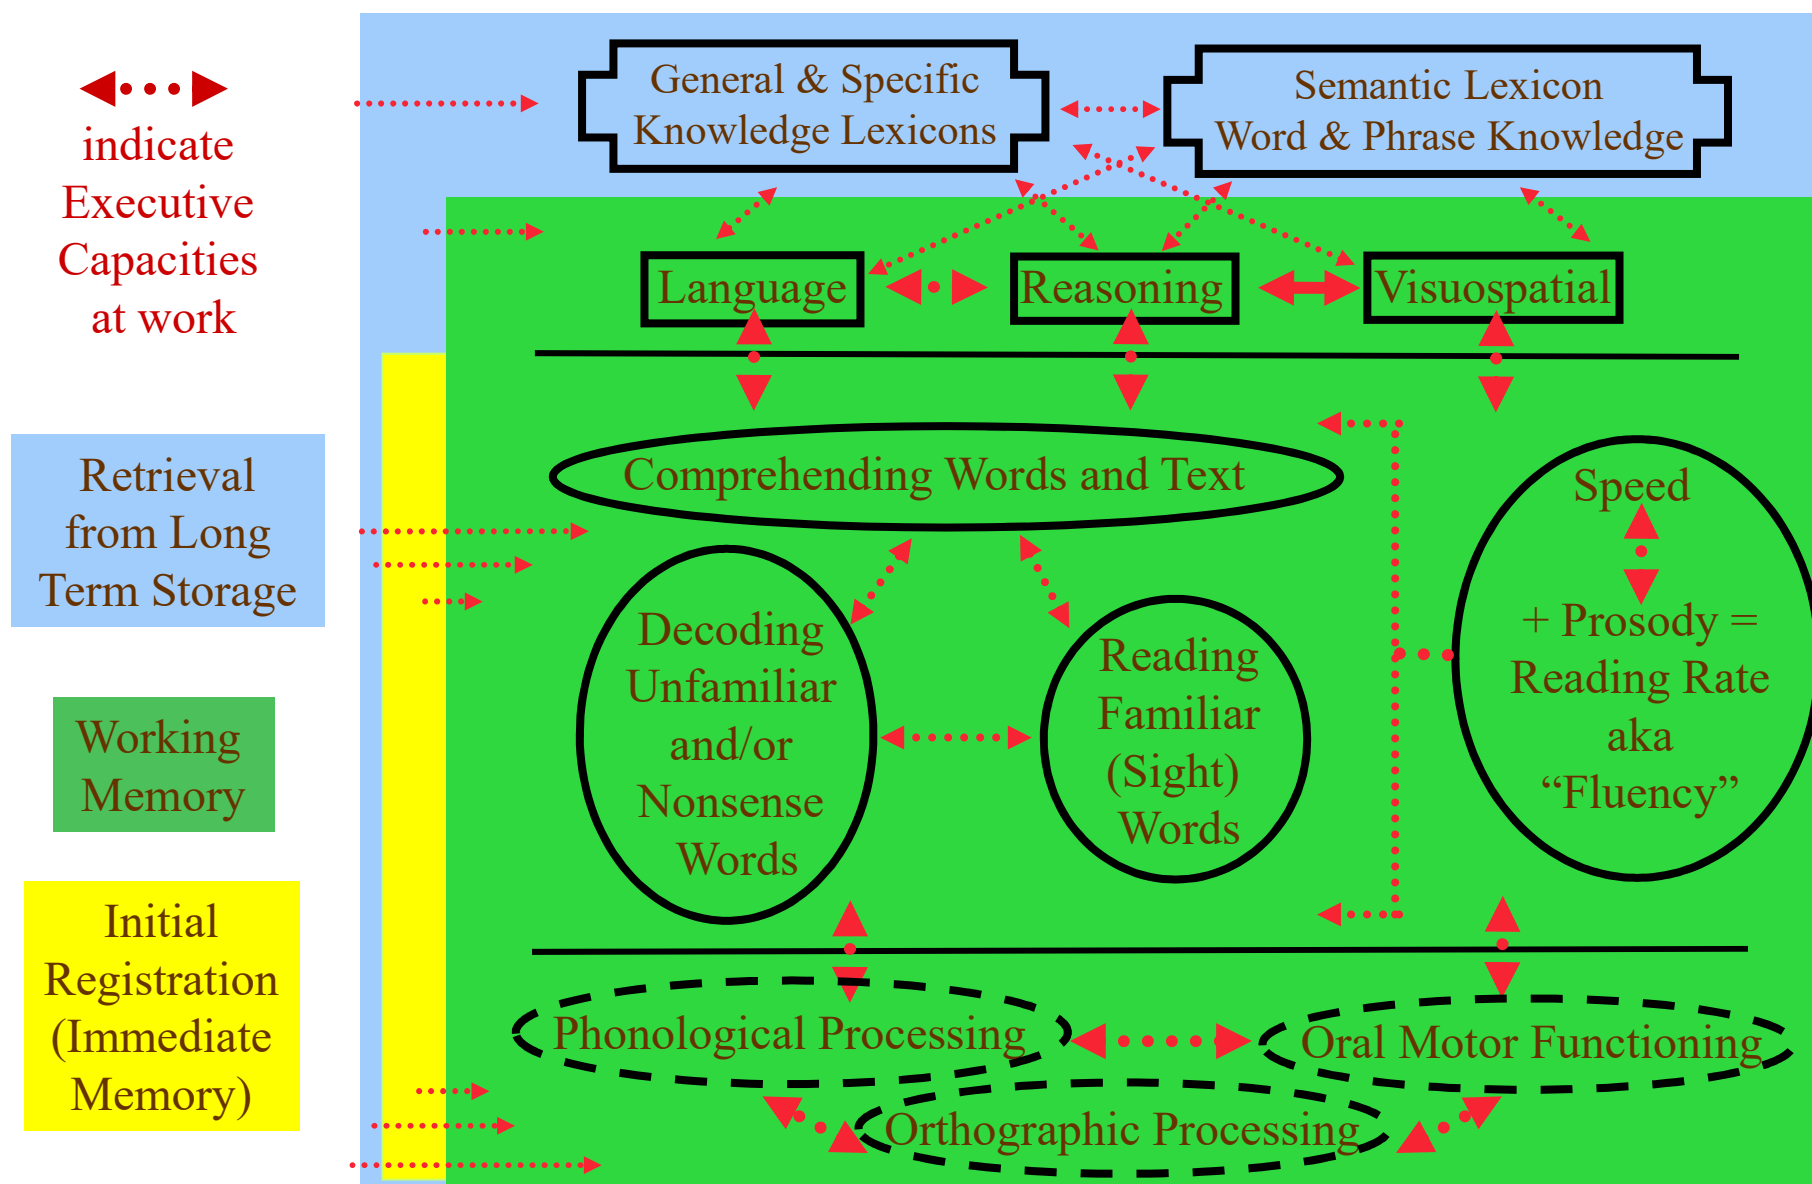 indicate
Executive
Capacities
at work
Retrieval
from Long
Term Storage
Working
Memory
Initial
Registration
(Immediate
Memory)
General & Specific
Knowledge Lexicons
Semantic Lexicon
Word & Phrase Knowledge
Language
Reasoning
Visuospatial
Comprehending Words and Text
Decoding
Unfamiliar
and/or
Nonsense
Words
Reading
Familiar
(Sight)
Words
Speed
+ Prosody =
Reading Rate
aka
“Fluency”
Phonological Processing
Oral Motor Functioning
Orthographic Processing